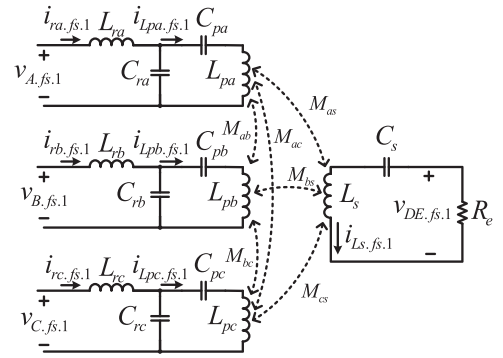 i_{ra.fs.1} L_{ra} i_{Lpa.fs.1} C_{pa}
+ v_{A.fs.1} − C_{ra} L_{pa}
M_{as}
M_{ab} M_{ac}
i_{rb.fs.1} L_{rb} i_{Lpb.fs.1} C_{pb} C_s
+ v_{B.fs.1} − C_{rb} L_{pb} M_{bs} L_s + v_{DE.fs.1} − R_e
i_{Ls.fs.1}
M_{bc}
i_{rc.fs.1} L_{rc} i_{Lpc.fs.1} C_{pc}
M_{cs}
+ v_{C.fs.1} − C_{rc} L_{pc}